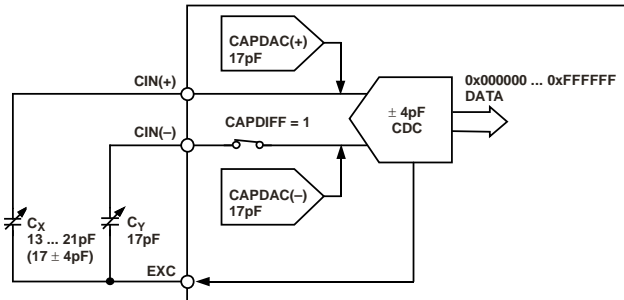 CAPDAC(+)
17pF
CIN(+)
0x000000 ... 0xFFFFFF
DATA
± 4pF
CDC
CIN(–)
CAPDIFF = 1
CAPDAC(–)
17pF
CX
13 ... 21pF
(17 ± 4pF)
CY
17pF
EXC